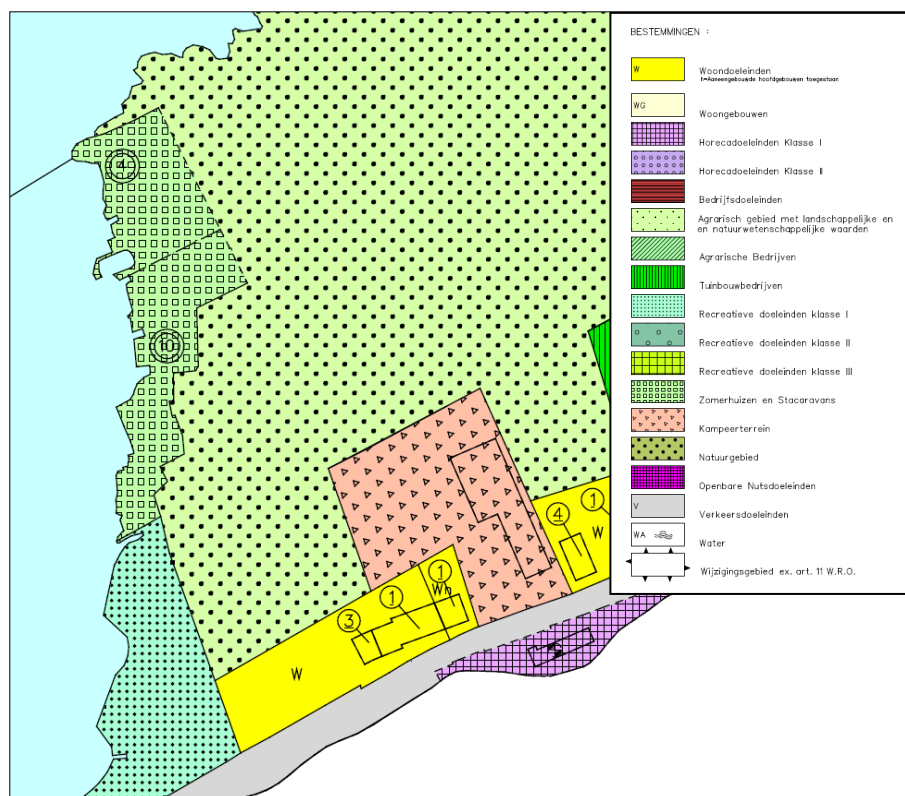 BESTEMMINGEN :
W
Woondoeleinden
t=Aaneengebouwde hoofdgebouwen toegestaan
WG
Woongebouwen
Horecadoeleinden Klasse I
Horecadoeleinden Klasse II
Bedrijfsdoeleinden
Agrarisch gebied met landschappelijke en
en natuurwetenschappelijke waarden
Agrarische Bedrijven
Tuinbouwbedrijven
Recreatieve doeleinden klasse I
Recreatieve doeleinden klasse II
Recreatieve doeleinden klasse III
Zomerhuizen en Stacaravans
Kampeerterrein
Natuurgebied
Openbare Nutsdoeleinden
V
Verkeersdoeleinden
WA
Water
Wijzigingsgebied ex. art. 11 W.R.O.
4
10
1
4
W
1
Wh
1
3
W